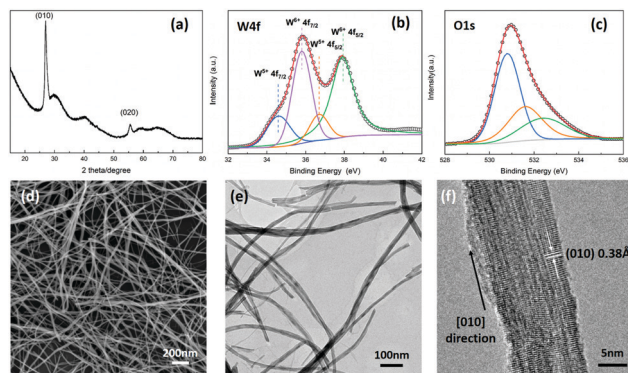 (a)
(010)
(020)
Intensity(a.u.)
20 30 40 50 60 70 80
2 theta/degree
W4f
(b)
W⁶⁺ 4f₇/₂
W⁶⁺ 4f₅/₂
W⁵⁺ 4f₅/₂
W⁵⁺ 4f₇/₂
Intensity (a.u.)
32 34 36 38 40 42
Binding Energy (eV)
O1s
(c)
Intensity(a.u.)
528 530 532 534 536
Binding Energy (eV)
(d)
200nm
(e)
100nm
(f)
(010) 0.38Å
[010]
direction
5nm